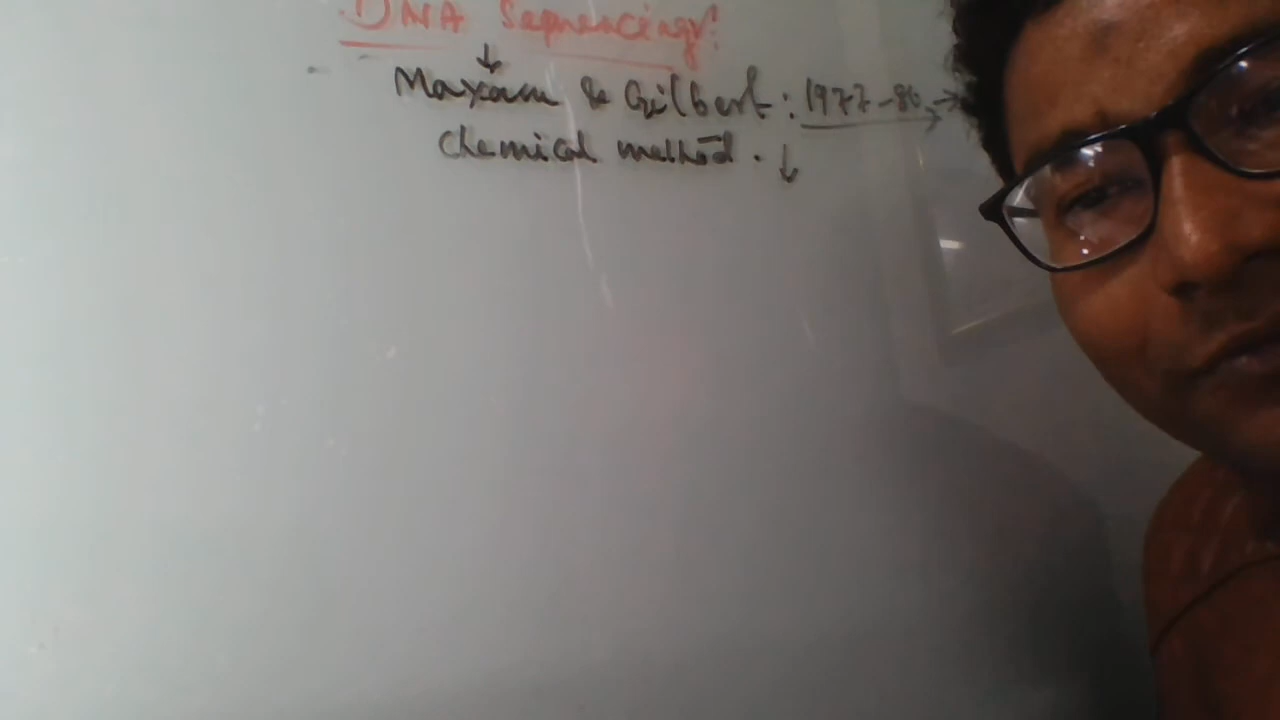 DNA Sequencing:
↓
Maxam & Gilbert: 1977-80 →
Chemical method. ↓